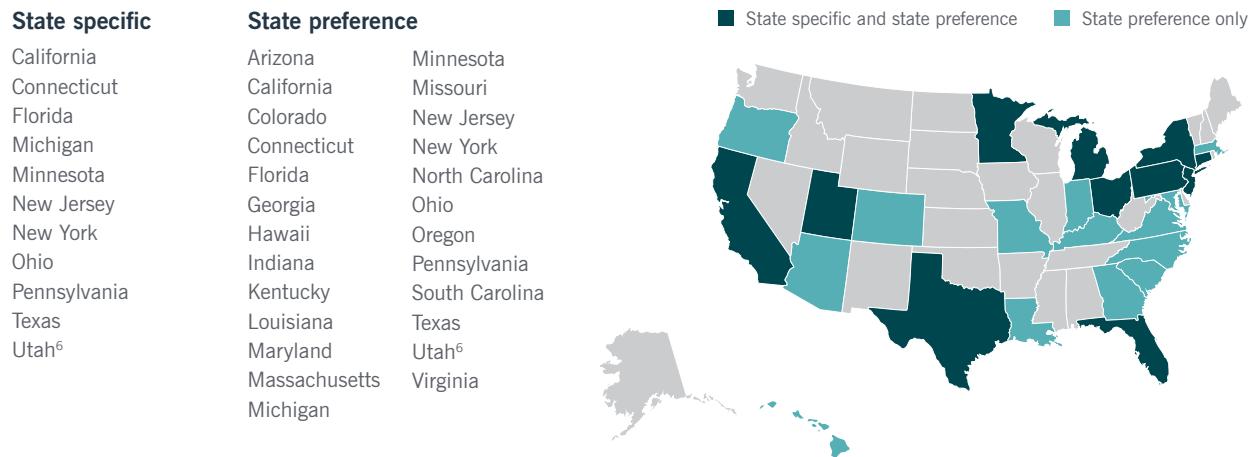 State specific
California
Connecticut
Florida
Michigan
Minnesota
New Jersey
New York
Ohio
Pennsylvania
Texas
Utah⁶
State preference
Arizona
California
Colorado
Connecticut
Florida
Georgia
Hawaii
Indiana
Kentucky
Louisiana
Maryland
Massachusetts
Michigan
Minnesota
Missouri
New Jersey
New York
North Carolina
Ohio
Oregon
Pennsylvania
South Carolina
Texas
Utah⁶
Virginia
State specific and state preference
State preference only